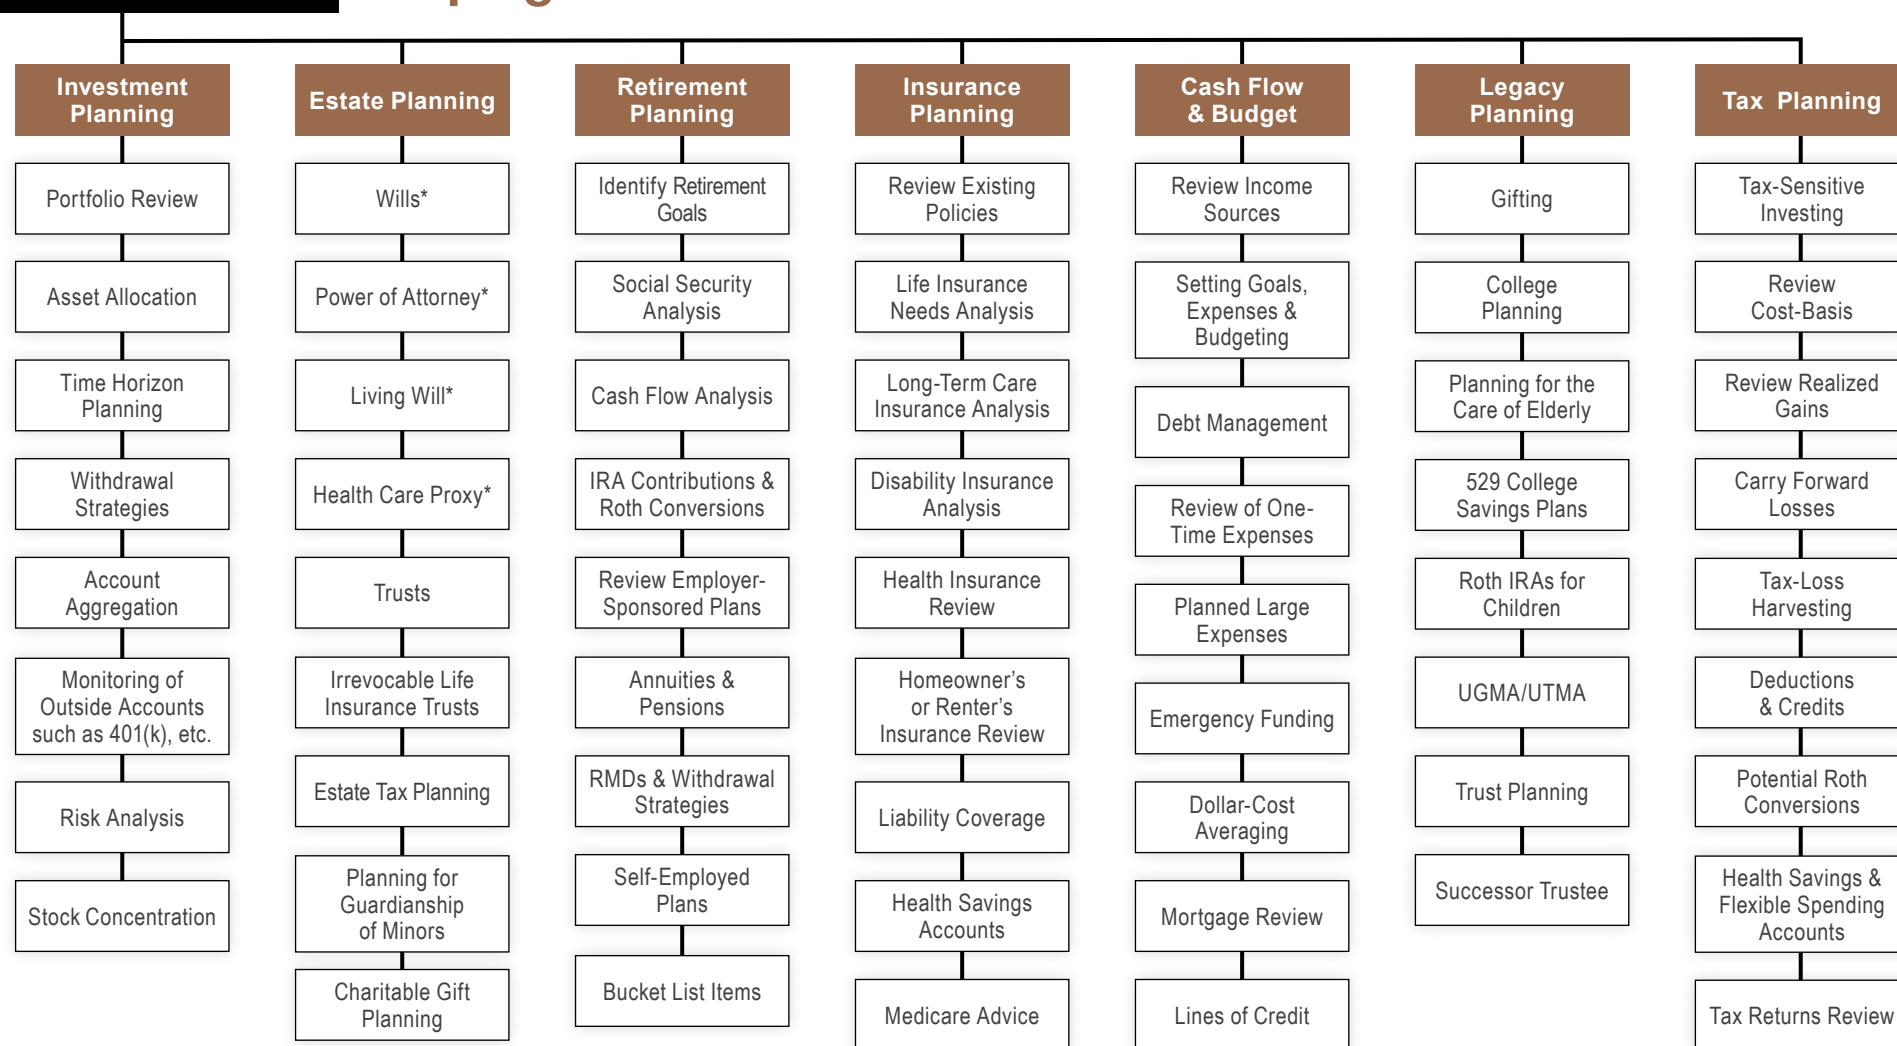 Investment
Planning
Portfolio Review
Asset Allocation
Time Horizon
Planning
Withdrawal
Strategies
Account
Aggregation
Monitoring of
Outside Accounts
such as 401(k), etc.
Risk Analysis
Stock Concentration
Estate Planning
Wills*
Power of Attorney*
Living Will*
Health Care Proxy*
Trusts
Irrevocable Life
Insurance Trusts
Estate Tax Planning
Planning for
Guardianship
of Minors
Charitable Gift
Planning
Retirement
Planning
Identify Retirement
Goals
Social Security
Analysis
Cash Flow Analysis
IRA Contributions &
Roth Conversions
Review Employer-
Sponsored Plans
Annuities &
Pensions
RMDs & Withdrawal
Strategies
Self-Employed
Plans
Bucket List Items
Insurance
Planning
Review Existing
Policies
Life Insurance
Needs Analysis
Long-Term Care
Insurance Analysis
Disability Insurance
Analysis
Health Insurance
Review
Homeowner’s
or Renter’s
Insurance Review
Liability Coverage
Health Savings
Accounts
Medicare Advice
Cash Flow
& Budget
Review Income
Sources
Setting Goals,
Expenses &
Budgeting
Debt Management
Review of One-
Time Expenses
Planned Large
Expenses
Emergency Funding
Dollar-Cost
Averaging
Mortgage Review
Lines of Credit
Legacy
Planning
Gifting
College
Planning
Planning for the
Care of Elderly
529 College
Savings Plans
Roth IRAs for
Children
UGMA/UTMA
Trust Planning
Successor Trustee
Tax Planning
Tax-Sensitive
Investing
Review
Cost-Basis
Review Realized
Gains
Carry Forward
Losses
Tax-Loss
Harvesting
Deductions
& Credits
Potential Roth
Conversions
Health Savings &
Flexible Spending
Accounts
Tax Returns Review